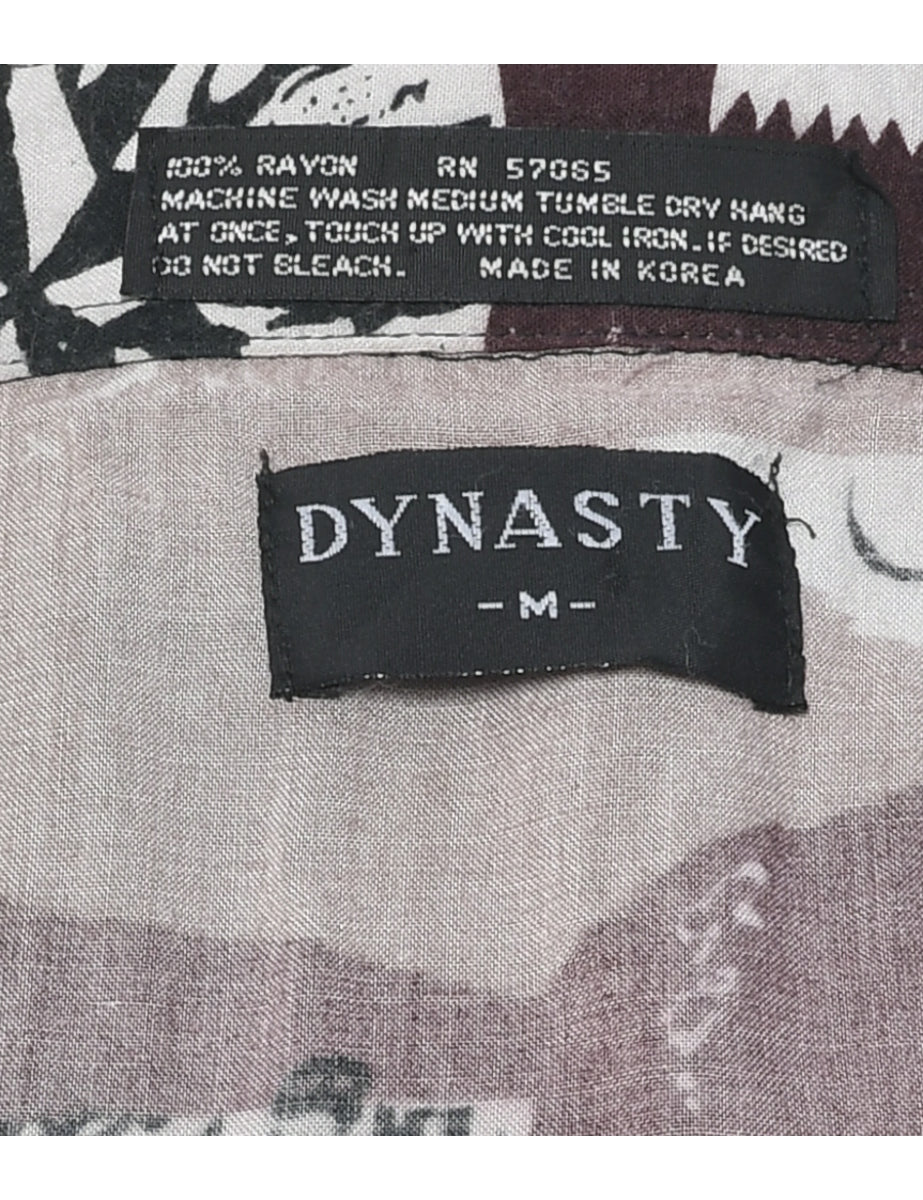 100% RAYON RN 57065
MACHINE WASH MEDIUM TUMBLE DRY HANG
AT ONCE, TOUCH UP WITH COOL IRON. IF DESIRED
DO NOT BLEACH. MADE IN KOREA
DYNASTY
-M-